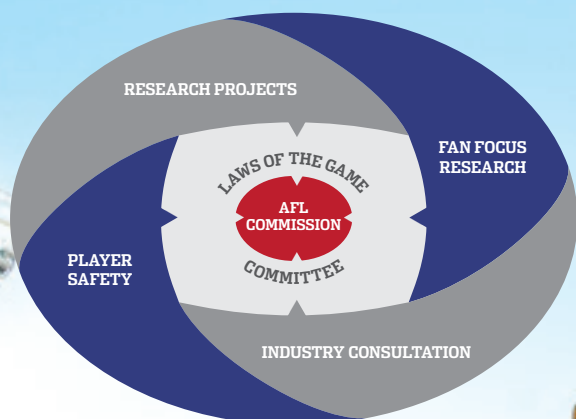 RESEARCH PROJECTS
FAN FOCUS
RESEARCH
LAWS OF THE GAME
AFL
COMMISSION
COMMITTEE
PLAYER
SAFETY
INDUSTRY CONSULTATION